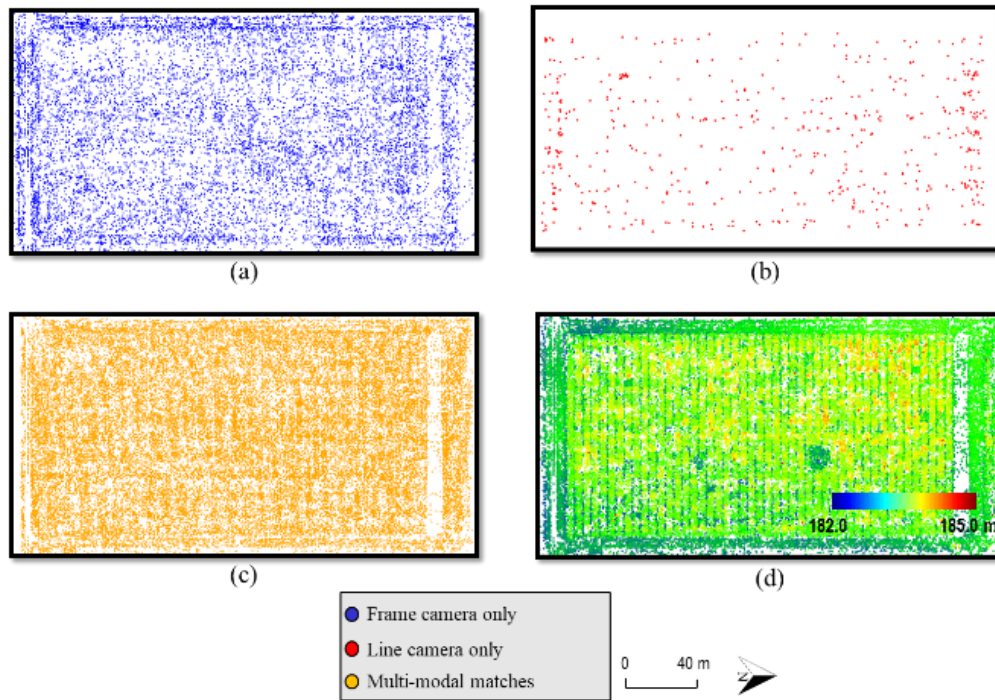 (a)
(b)
182.0
185.0 m
(c)
(d)
Frame camera only
Line camera only
Multi-modal matches
0
40 m
N